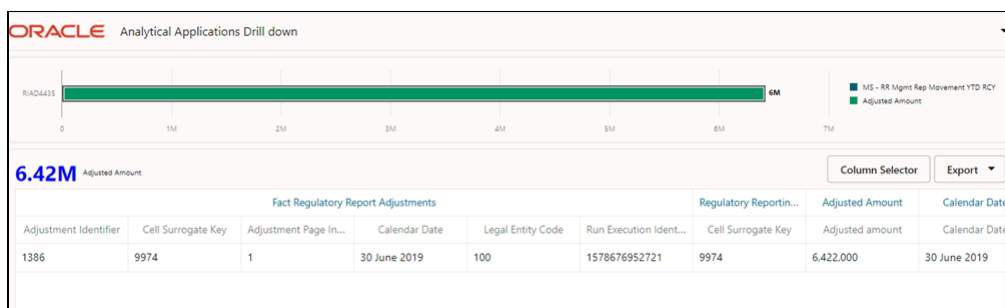 ORACLE Analytical Applications Drill down
RIAD4435 6M
MS - RR Mgmt Rep Movement YTD RCY
Adjusted Amount
0 1M 2M 3M 4M 5M 6M 7M
6.42M Adjusted Amount Column Selector Export
Fact Regulatory Report Adjustments Regulatory Reportin... Adjusted Amount Calendar Date
Adjustment Identifier Cell Surrogate Key Adjustment Page In... Calendar Date Legal Entity Code Run Execution Ident... Cell Surrogate Key Adjusted amount Calendar Date
1386 9974 1 30 June 2019 100 1578676952721 9974 6,422,000 30 June 2019